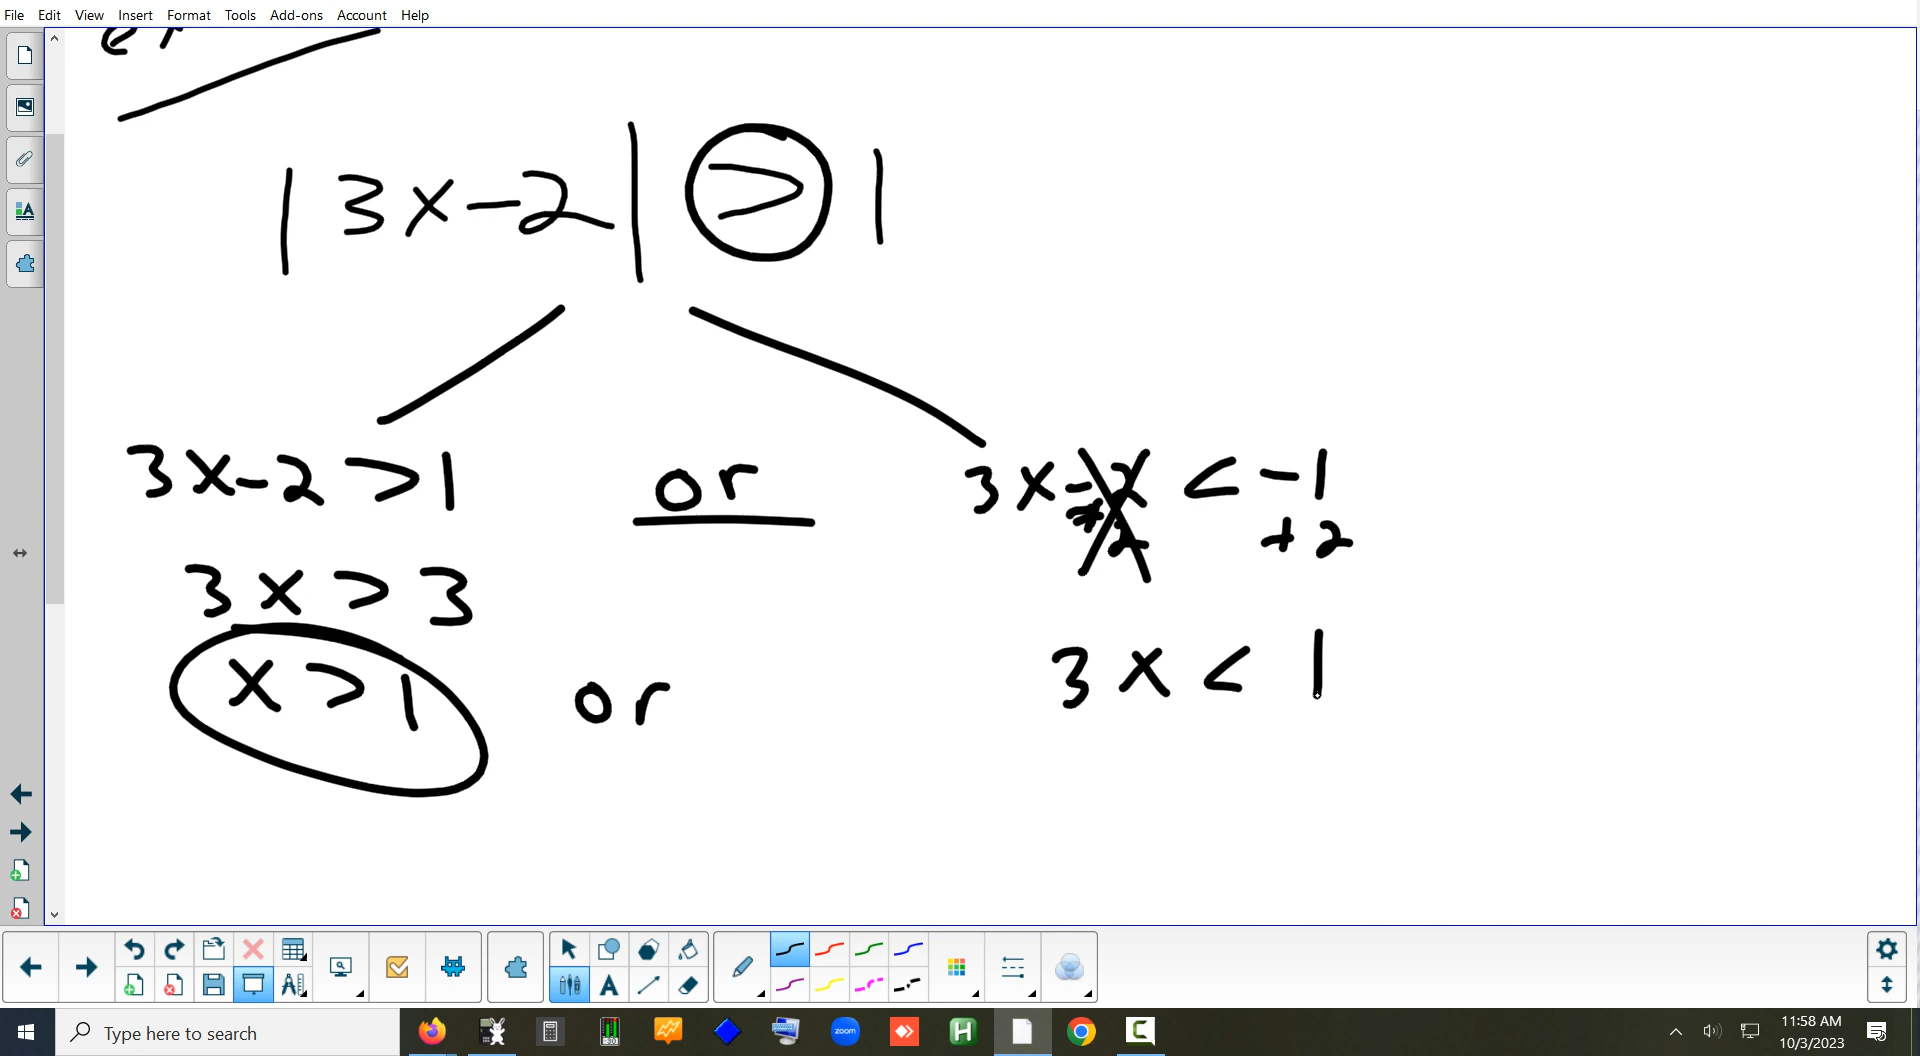 File Edit View Insert Format Tools Add-ons Account Help
|3x-2| > 1
3x-2 > 1 or 3x-2 < -1
+2 +2
3x > 3
3x < 1
x > 1 or
Type here to search
zoom
11:58 AM
10/3/2023